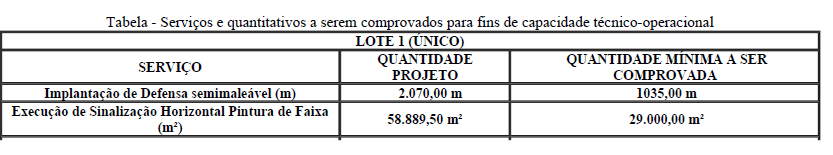 Tabela - Serviços e quantitativos a serem comprovados para fins de capacidade técnico-operacional
LOTE 1 (ÚNICO)
SERVIÇO
QUANTIDADE
PROJETO
QUANTIDADE MÍNIMA A SER
COMPROVADA
Implantação de Defensa semimaleável (m)
2.070,00 m
1035,00 m
Execução de Sinalização Horizontal Pintura de Faixa
(m²)
58.889,50 m²
29.000,00 m²